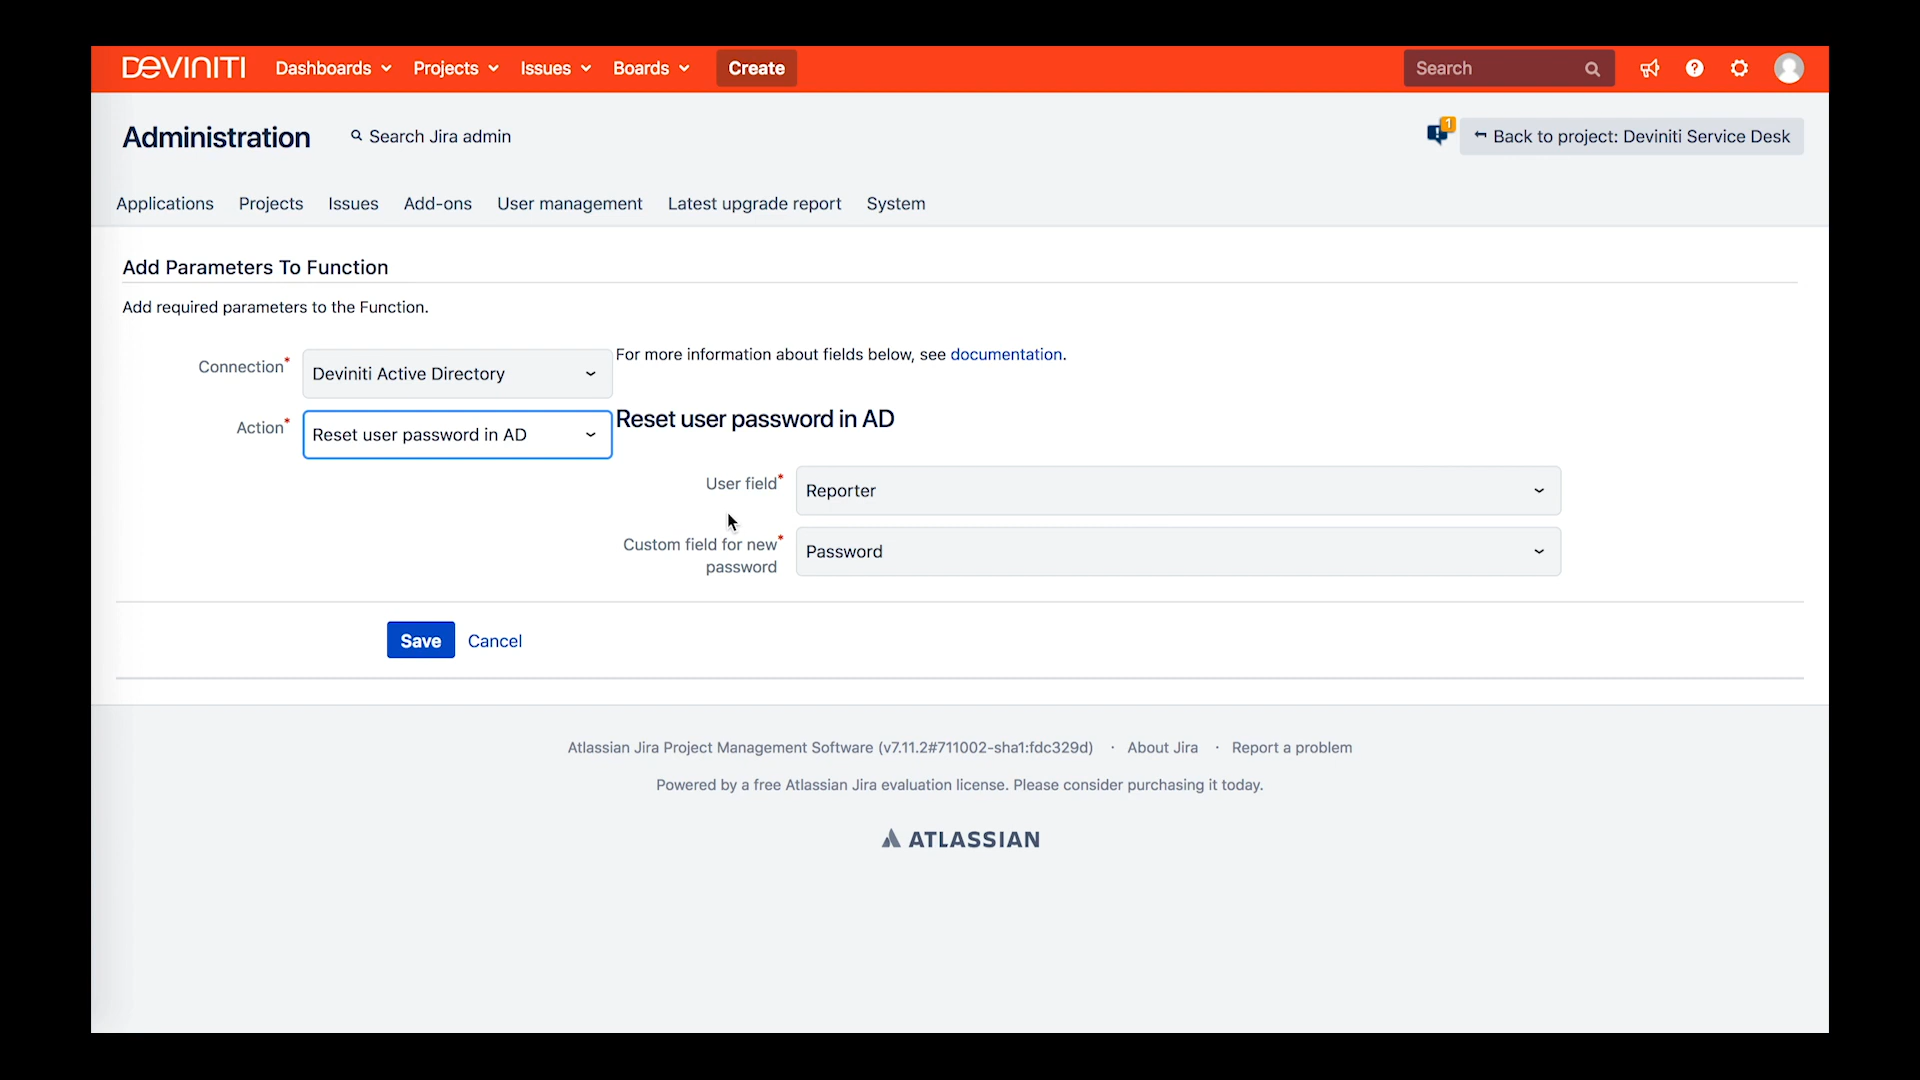 DEVINITI Dashboards Projects Issues Boards Create Search
Administration Search Jira admin 1 Back to project: Deviniti Service Desk
Applications Projects Issues Add-ons User management Latest upgrade report System
Add Parameters To Function
Add required parameters to the Function.
Connection* Deviniti Active Directory For more information about fields below, see documentation.
Action* Reset user password in AD Reset user password in AD
User field* Reporter
Custom field for new* Password
password
Save Cancel
Atlassian Jira Project Management Software (v7.11.2#711002-sha1:fdc329d) · About Jira · Report a problem
Powered by a free Atlassian Jira evaluation license. Please consider purchasing it today.
ATLASSIAN